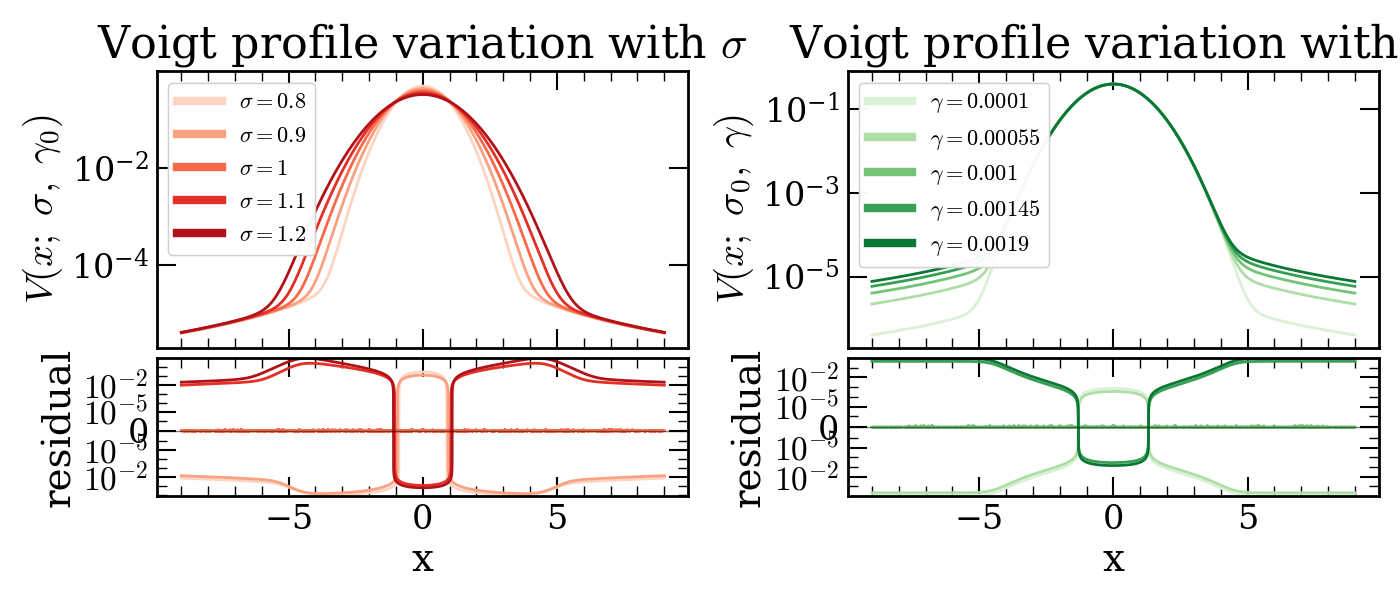 Voigt profile variation with σ
V(x; σ, γ₀)
10⁻²
10⁻⁴
σ = 0.8
σ = 0.9
σ = 1
σ = 1.1
σ = 1.2
residual
10⁻²
10⁻⁵
0
10⁻⁵
10⁻²
−5
0
5
x
Voigt profile variation with
V(x; σ₀, γ)
10⁻¹
10⁻³
10⁻⁵
γ = 0.0001
γ = 0.00055
γ = 0.001
γ = 0.00145
γ = 0.0019
residual
10⁻²
10⁻⁵
0
10⁻⁵
10⁻²
−5
0
5
x